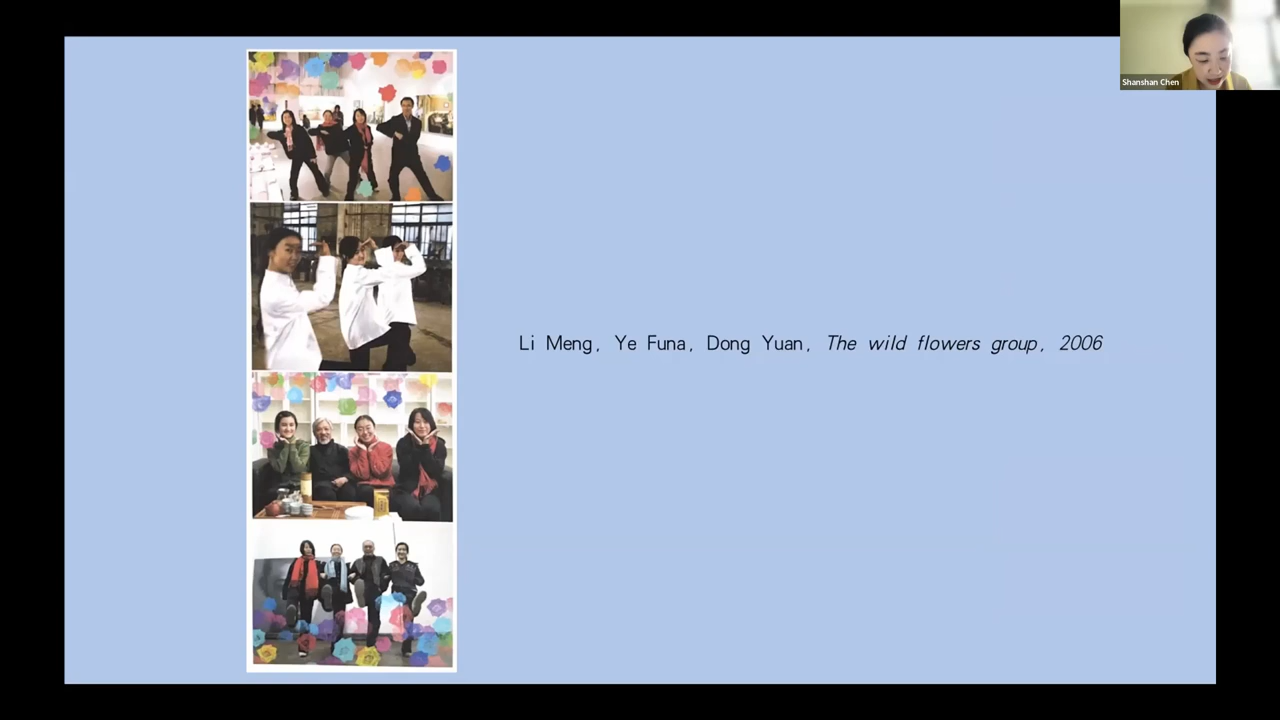 Shanshan Chen
Li Meng, Ye Funa, Dong Yuan, The wild flowers group, 2006